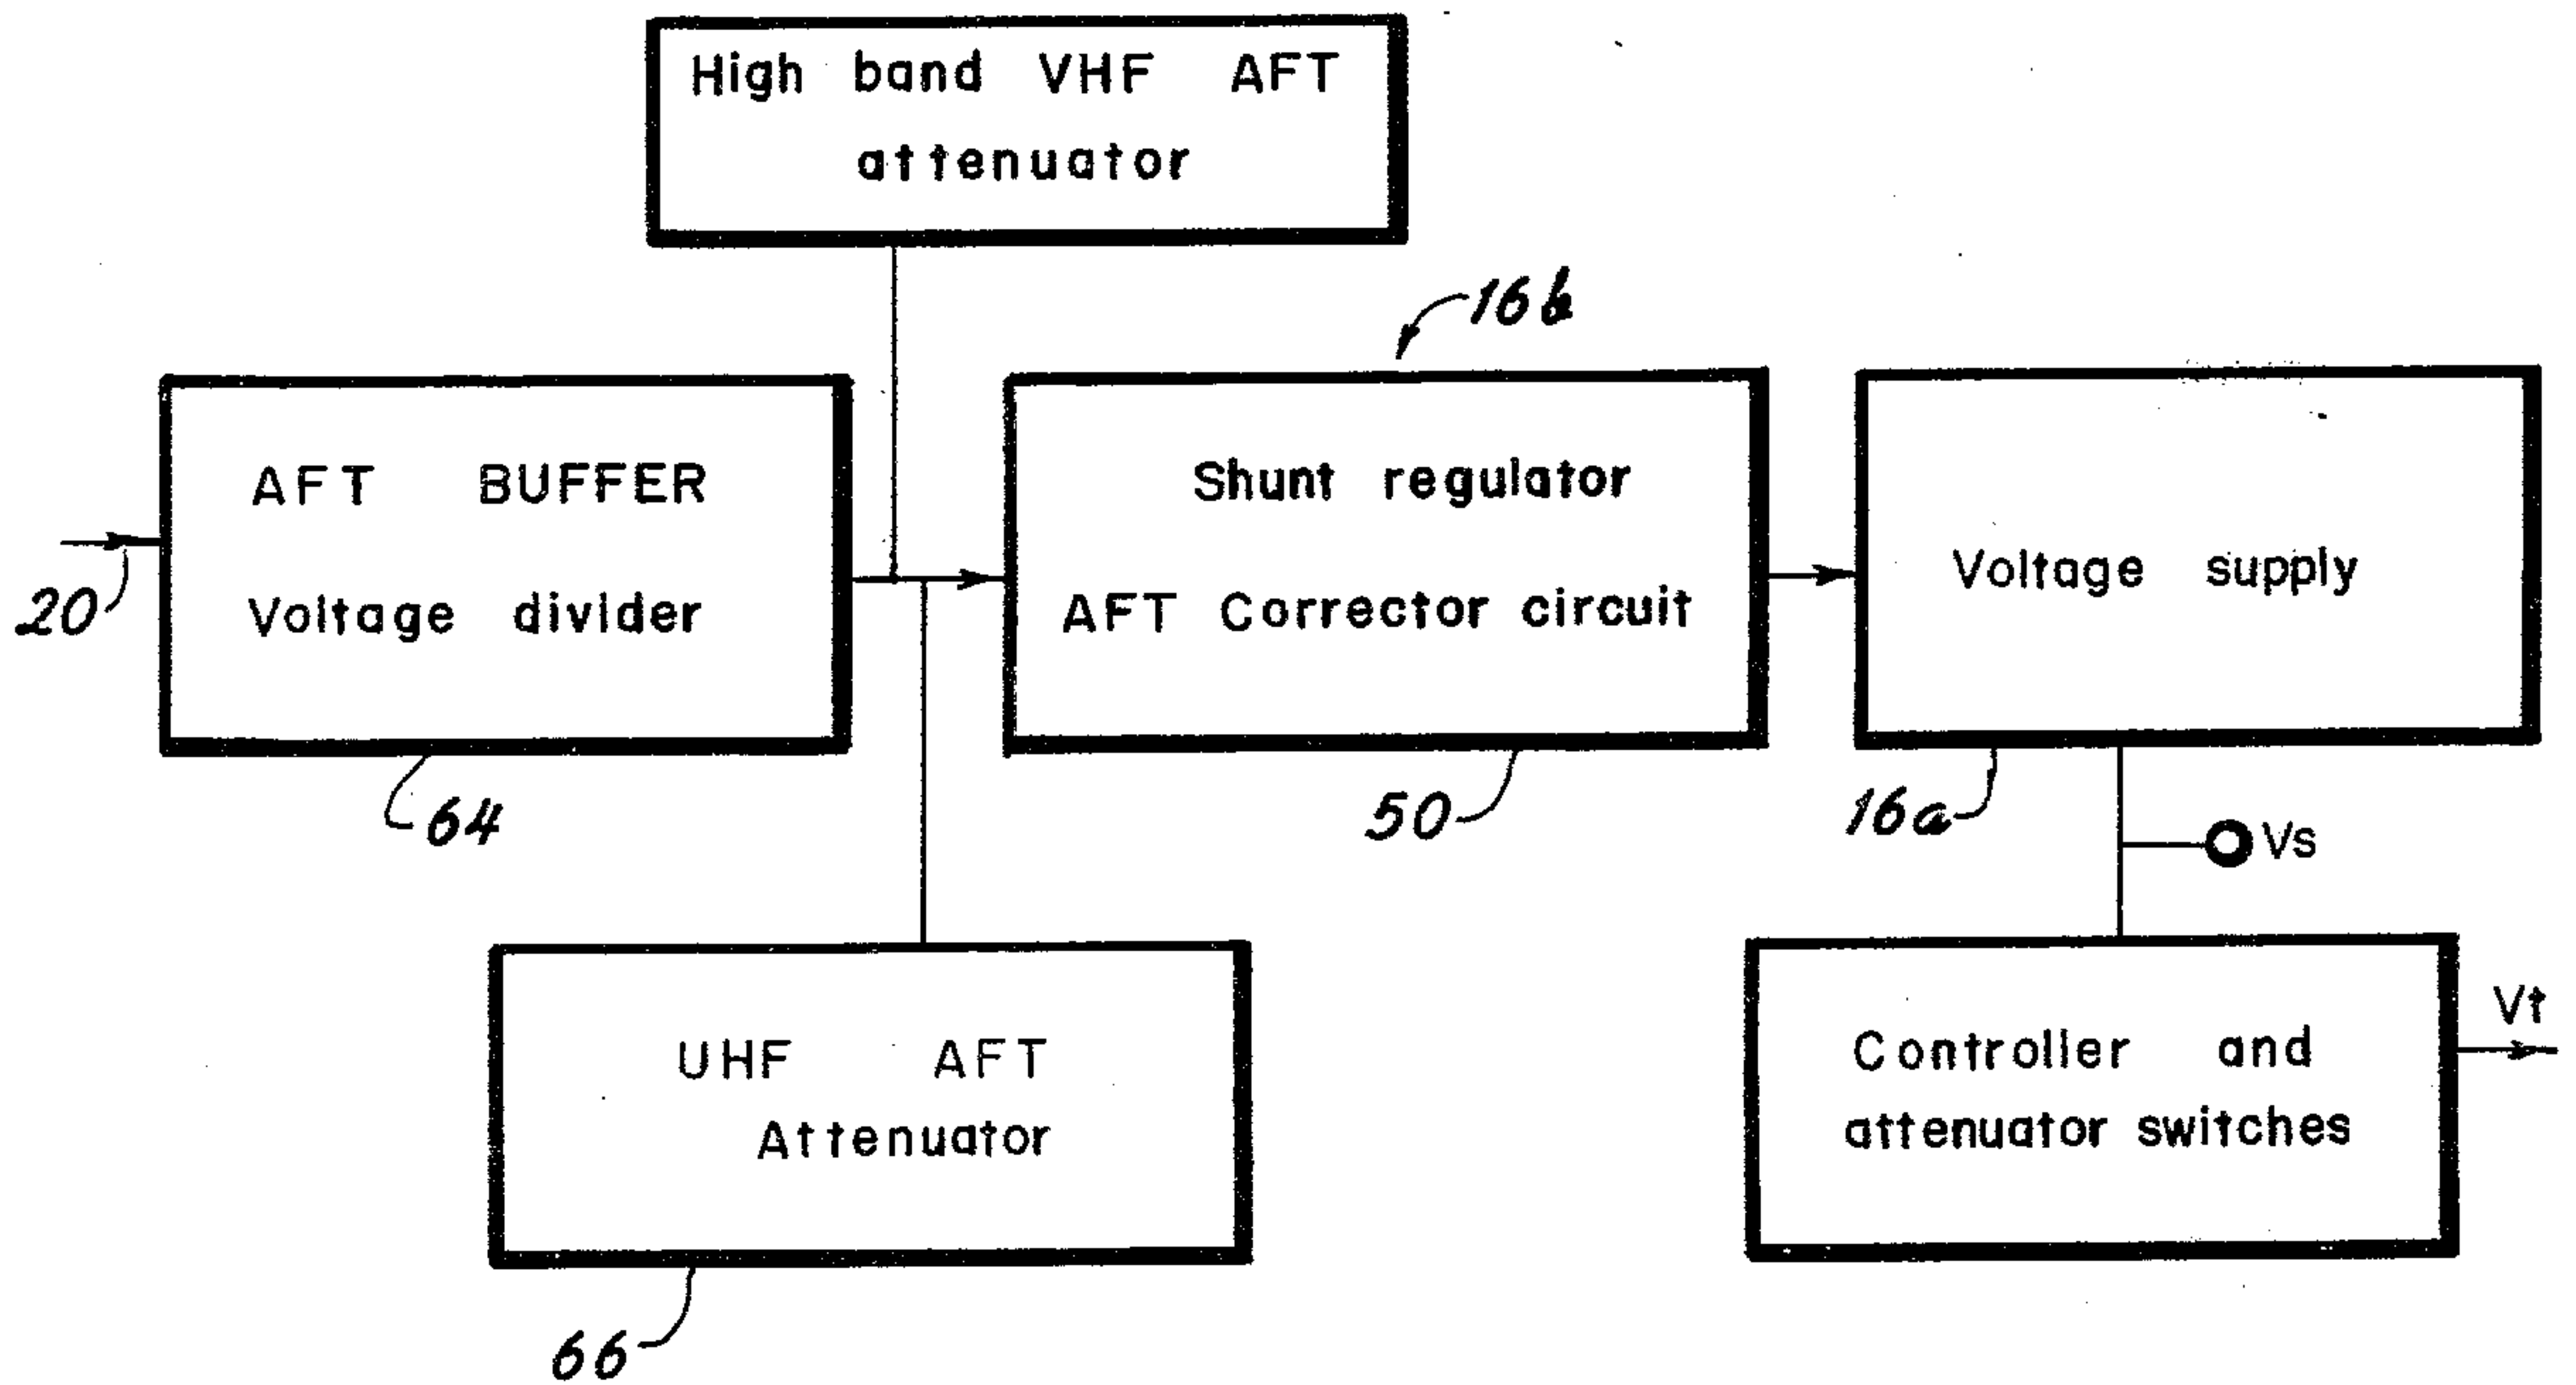 High band VHF AFT
attenuator
16b
AFT BUFFER
Voltage divider
20
64
Shunt regulator
AFT Corrector circuit
50
Voltage supply
16a
Vs
UHF AFT
Attenuator
66
Controller and
attenuator switches
Vt